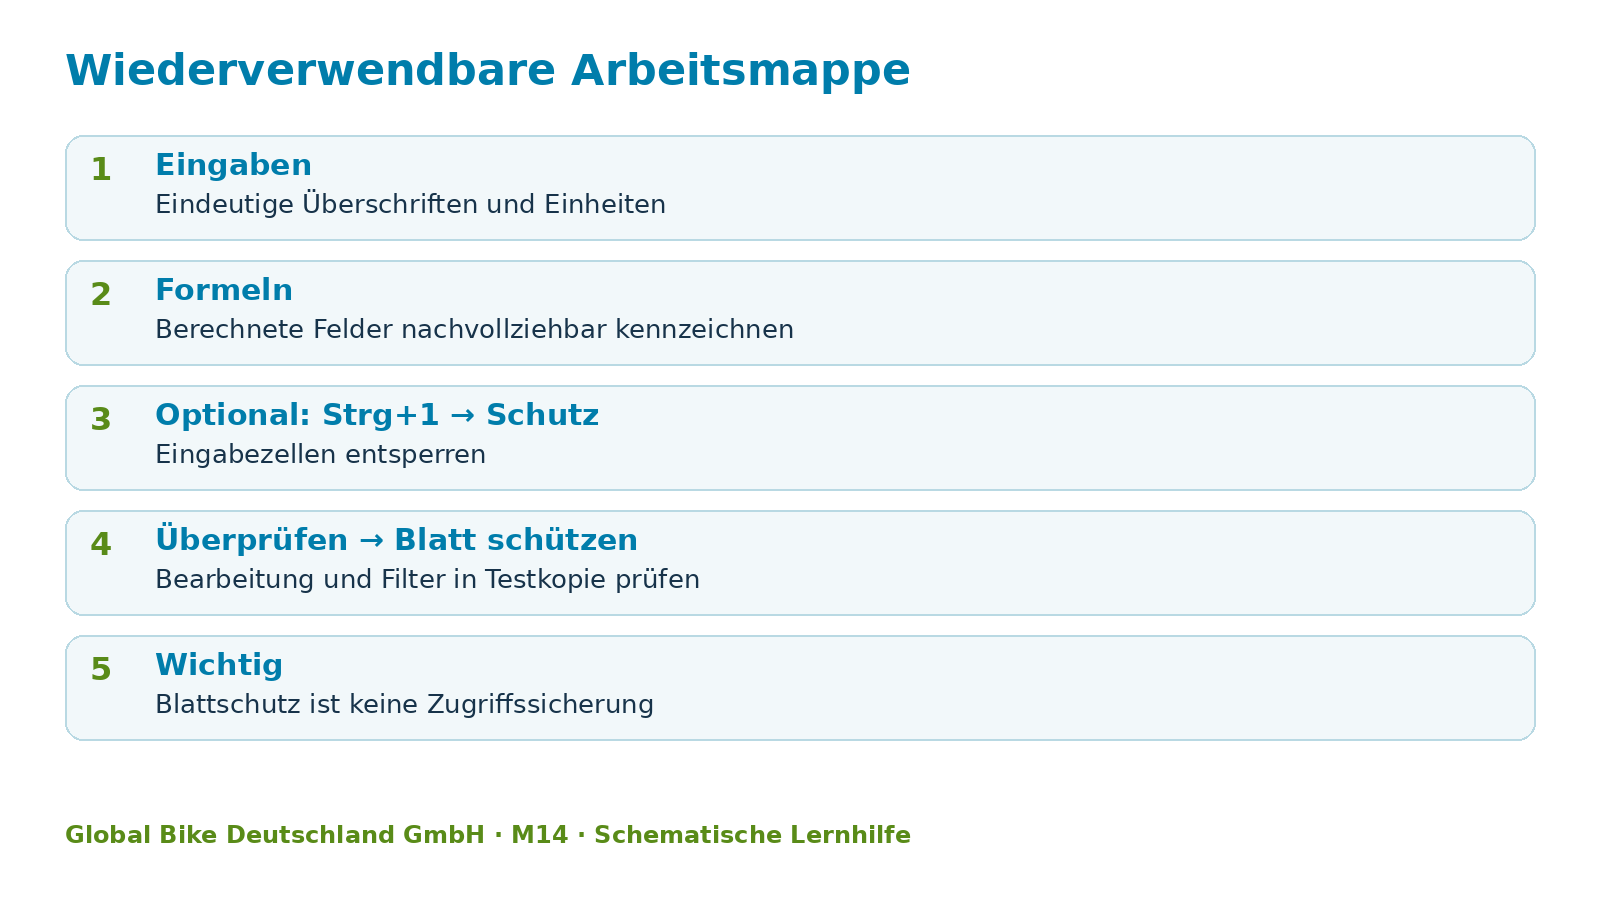 Wiederverwendbare Arbeitsmappe
1
Eingaben
Eindeutige Überschriften und Einheiten
2
Formeln
Berechnete Felder nachvollziehbar kennzeichnen
3
Optional: Strg+1 → Schutz
Eingabezellen entsperren
4
Überprüfen → Blatt schützen
Bearbeitung und Filter in Testkopie prüfen
5
Wichtig
Blattschutz ist keine Zugriffssicherung
Global Bike Deutschland GmbH · M14 · Schematische Lernhilfe